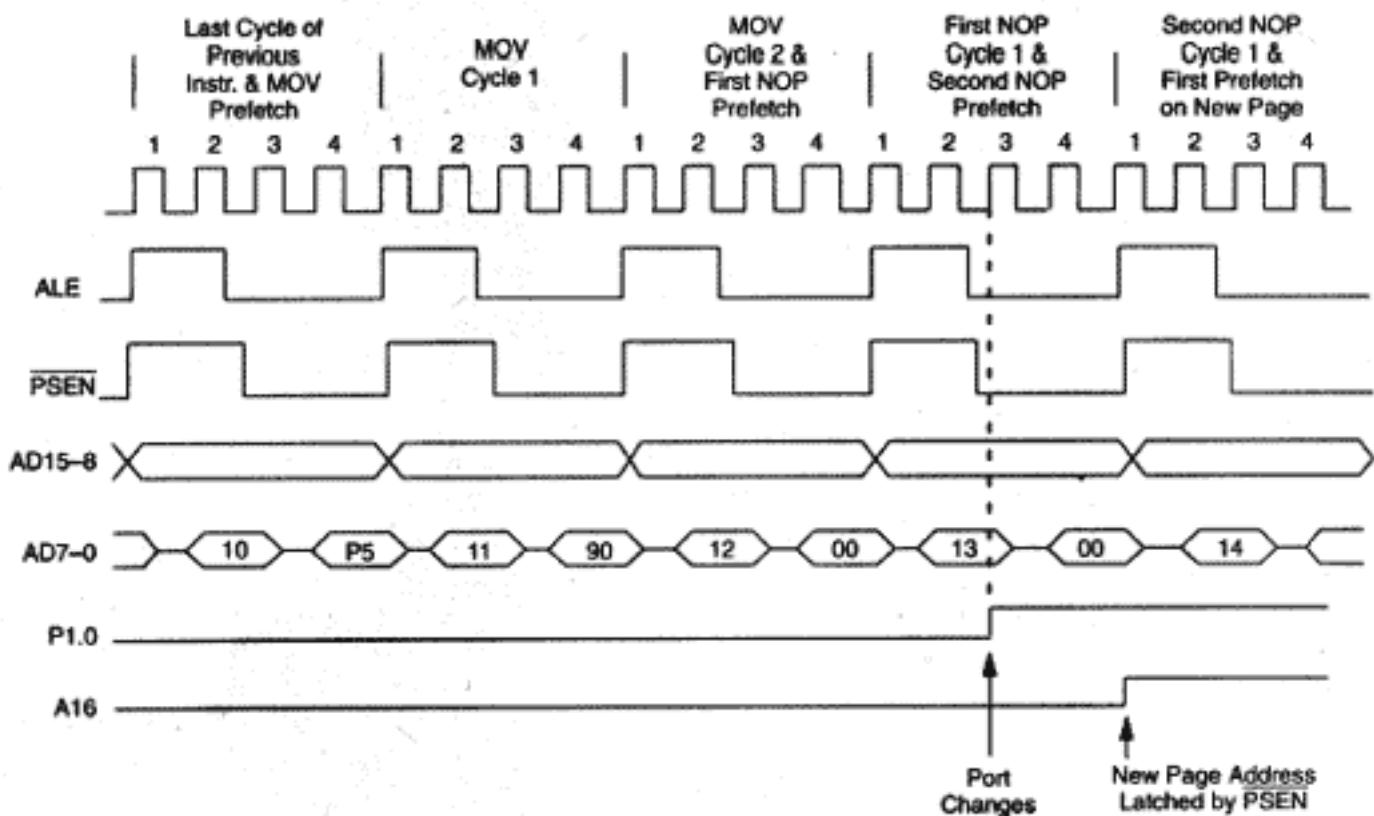 Last Cycle of
Previous
Instr. & MOV
Prefetch
MOV
Cycle 1
MOV
Cycle 2 &
First NOP
Prefetch
First NOP
Cycle 1 &
Second NOP
Prefetch
Second NOP
Cycle 1 &
First Prefetch
on New Page
1 2 3 4 1 2 3 4 1 2 3 4 1 2 3 4 1 2 3 4
ALE
PSEN
AD15–8
AD7–0 10 P5 11 90 12 00 13 00 14
P1.0
A16
Port
Changes
New Page Address
Latched by PSEN